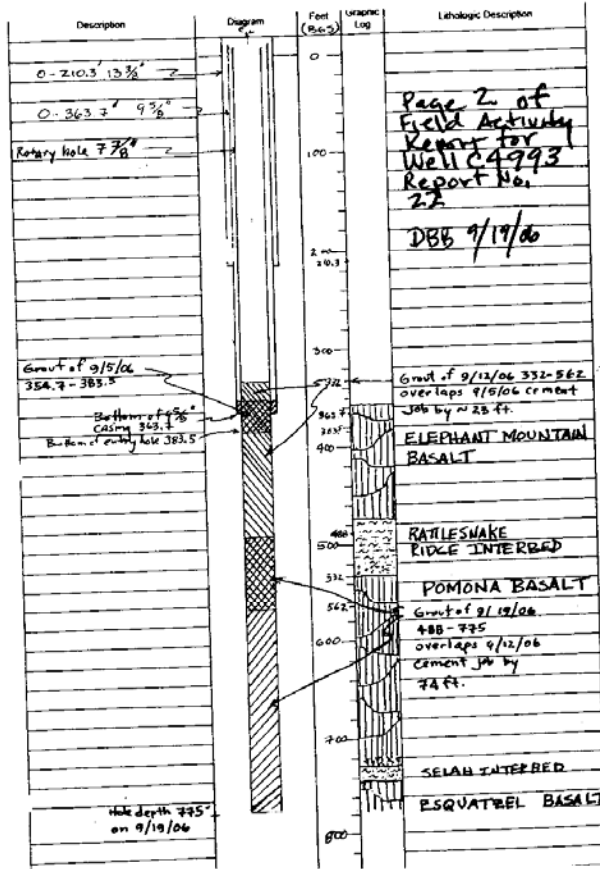 Description
Diagram
Feet
(BGS)
Graphic
Log
Lithologic Description
0
0-210.3' 13 3/8"
0-363.7' 9 5/8"
Rotary hole 7 7/8"
Page 2 of
Field Activity
Report for
Well C4993
Report No.
22
DBB 9/19/06
100
200
210.3
300
332
Grout of 9/5/06
354.7-383.5
Grout of 9/12/06 332-562
overlaps 9/5/06 cement
job by ~ 23 ft.
Bottom of 9 5/8"
casing 363.7
Bottom of entry hole 383.5
363.7
383.5
400
ELEPHANT MOUNTAIN
BASALT
488
500
RATTLESNAKE
RIDGE INTERBED
532
562
POMONA BASALT
Grout of 9/19/06
488-775
overlaps 9/12/06
cement job by
74 ft.
600
700
SELAH INTERBED
ESQUATZEL BASALT
Hole depth 775'
on 9/19/06
800